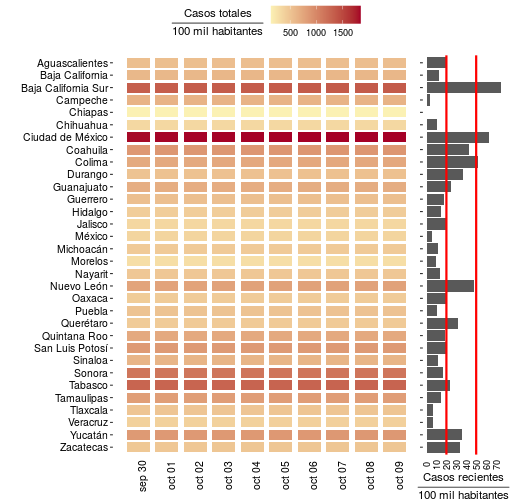 Casos totales
100 mil habitantes
500 1000 1500
Aguascalientes
Baja California
Baja California Sur
Campeche
Chiapas
Chihuahua
Ciudad de México
Coahuila
Colima
Durango
Guanajuato
Guerrero
Hidalgo
Jalisco
México
Michoacán
Morelos
Nayarit
Nuevo León
Oaxaca
Puebla
Querétaro
Quintana Roo
San Luis Potosí
Sinaloa
Sonora
Tabasco
Tamaulipas
Tlaxcala
Veracruz
Yucatán
Zacatecas
sep 30 oct 01 oct 02 oct 03 oct 04 oct 05 oct 06 oct 07 oct 08 oct 09
0 10 20 30 40 50 60 70
Casos recientes
100 mil habitantes